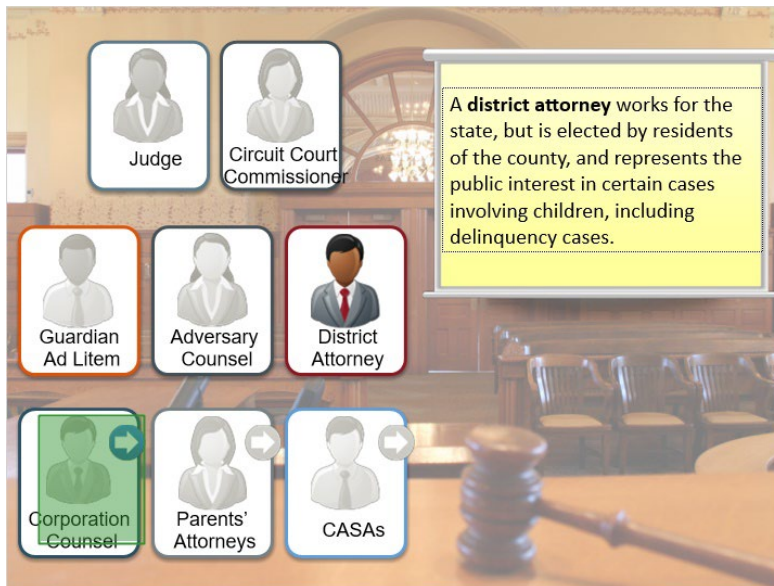 Judge
Circuit Court
Commissioner
A district attorney works for the
state, but is elected by residents
of the county, and represents the
public interest in certain cases
involving children, including
delinquency cases.
Guardian
Ad Litem
Adversary
Counsel
District
Attorney
Corporation
Counsel
Parents'
Attorneys
CASAs